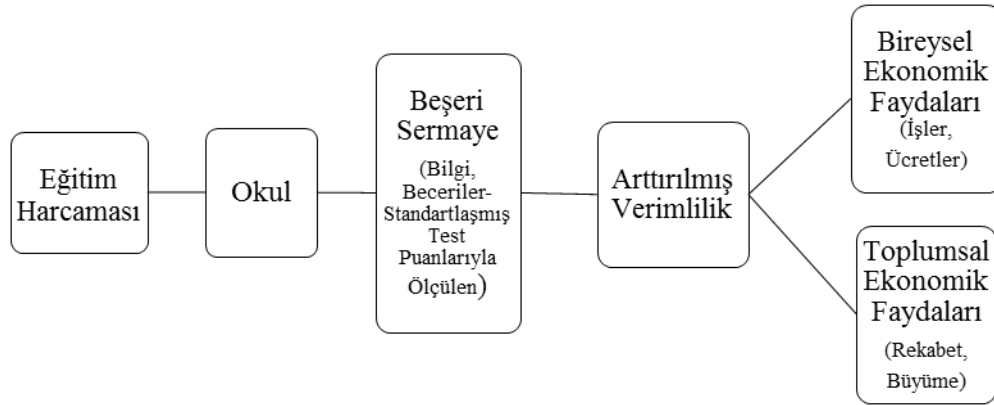 Eğitim
Harcaması
Okul
Beşeri
Sermaye
(Bilgi,
Beceriler-
Standartlaşmış
Test
Puanlarıyla
Ölçülen)
Arttırılmış
Verimlilik
Bireysel
Ekonomik
Faydaları
(İşler,
Ücretler)
Toplumsal
Ekonomik
Faydaları
(Rekabet,
Büyüme)